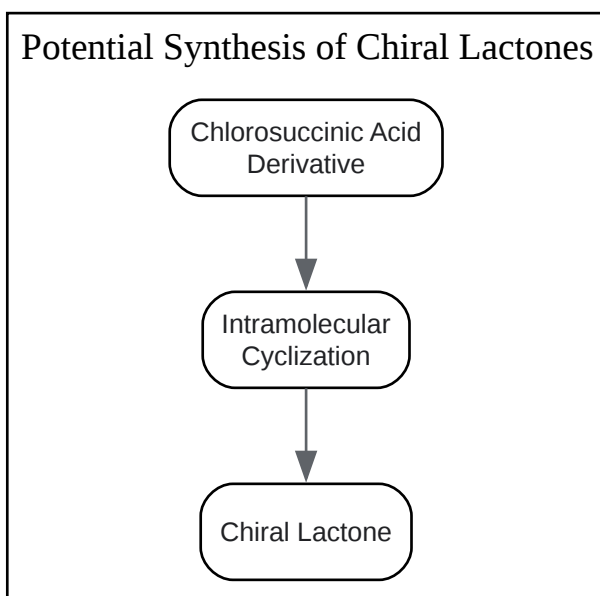 Potential Synthesis of Chiral Lactones
Chlorosuccinic Acid
Derivative
Intramolecular
Cyclization
Chiral Lactone